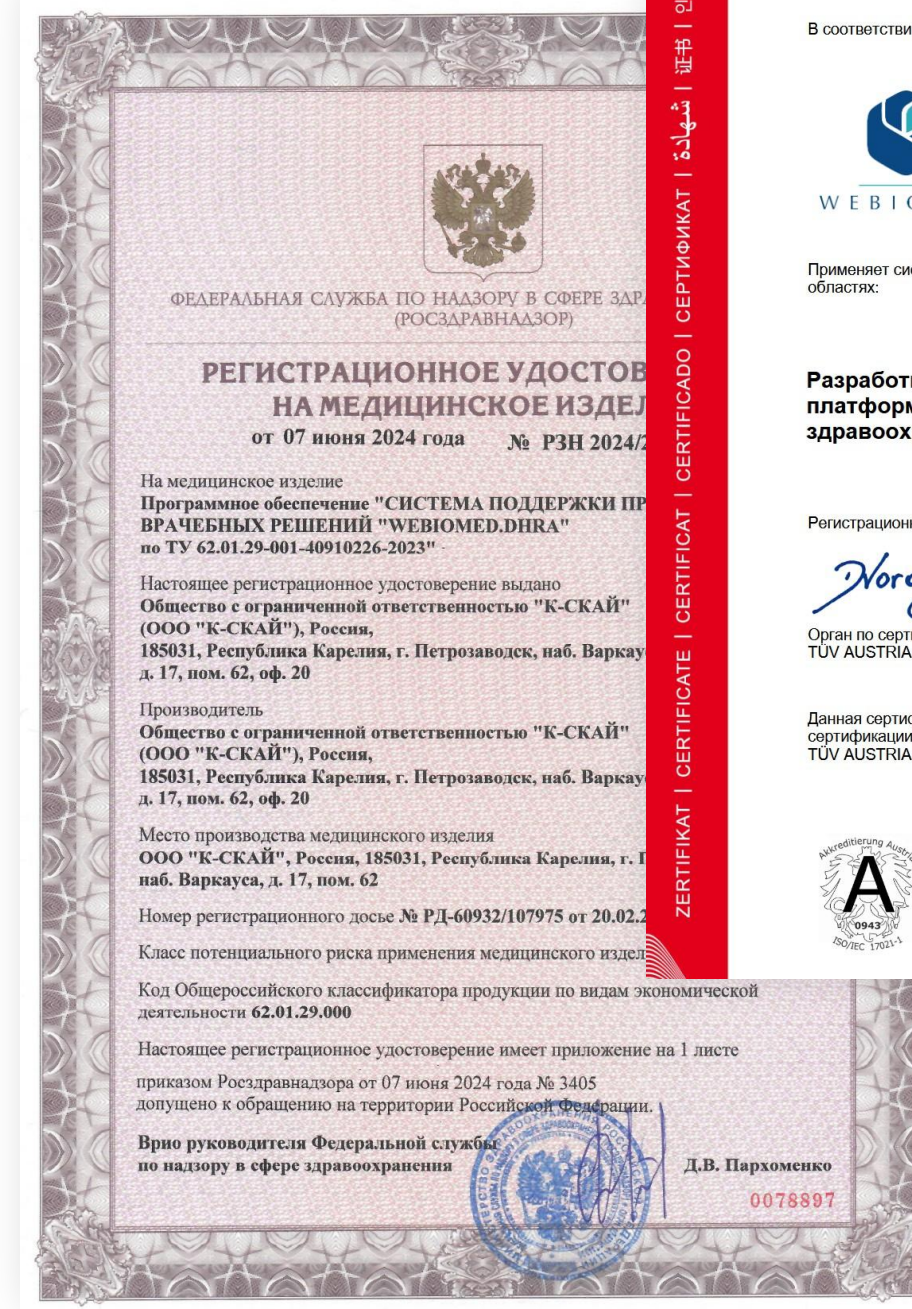 ФЕДЕРАЛЬНАЯ СЛУЖБА ПО НАДЗОРУ В СФЕРЕ
(РОСЗДРАВНАДЗОР)
РЕГИСТРАЦИОННОЕ УДОСТОВ
НА МЕДИЦИНСКОЕ ИЗДЕЛ
от 07 июня 2024 года № РЗН 2024/2
На медицинское изделие
Программное обеспечение "СИСТЕМА ПОДДЕРЖКИ ПР
ВРАЧЕБНЫХ РЕШЕНИЙ "WEBIOMED.DHRA"
по ТУ 62.01.29-001-40910226-2023"
Настоящее регистрационное удостоверение выдано
Общество с ограниченной ответственностью "К-СКАЙ"
(ООО "К-СКАЙ"), Россия,
185031, Республика Карелия, г. Петрозаводск, наб. Варкау
д. 17, пом. 62, оф. 20
Производитель
Общество с ограниченной ответственностью "К-СКАЙ"
(ООО "К-СКАЙ"), Россия,
185031, Республика Карелия, г. Петрозаводск, наб. Варкау
д. 17, пом. 62, оф. 20
Место производства медицинского изделия
ООО "К-СКАЙ", Россия, 185031, Республика Карелия, г.
наб. Варкауса, д. 17, пом. 62
Номер регистрационного досье № РД-60932/107975 от 20.02.2
Класс потенциального риска применения медицинского издел
Код Общероссийского классификатора продукции по видам экономической
деятельности 62.01.29.000
Настоящее регистрационное удостоверение имеет приложение на 1 листе
приказом Росздравнадзора от 07 июня 2024 года № 3405
допущено к обращению на территории Российской Федерации.
Врио руководителя Федеральной службы
по надзору в сфере здравоохранения
Д.В. Пархоменко
0078897
ZERTIFIKAT | CERTIFICATE | CERTIFICAT | CERTIFICADO | СЕРТИФИКАТ | شهادة | 证书 |
В соответстви
WEBIO
Применяет си
областях:
Разработ
платформ
здравоох
Регистрацион
Орган по серт
TÜV AUSTRIA
Данная серти
сертификации
TÜV AUSTRIA
Akkreditierung Austria
A
0943
ISO/IEC 17021-1